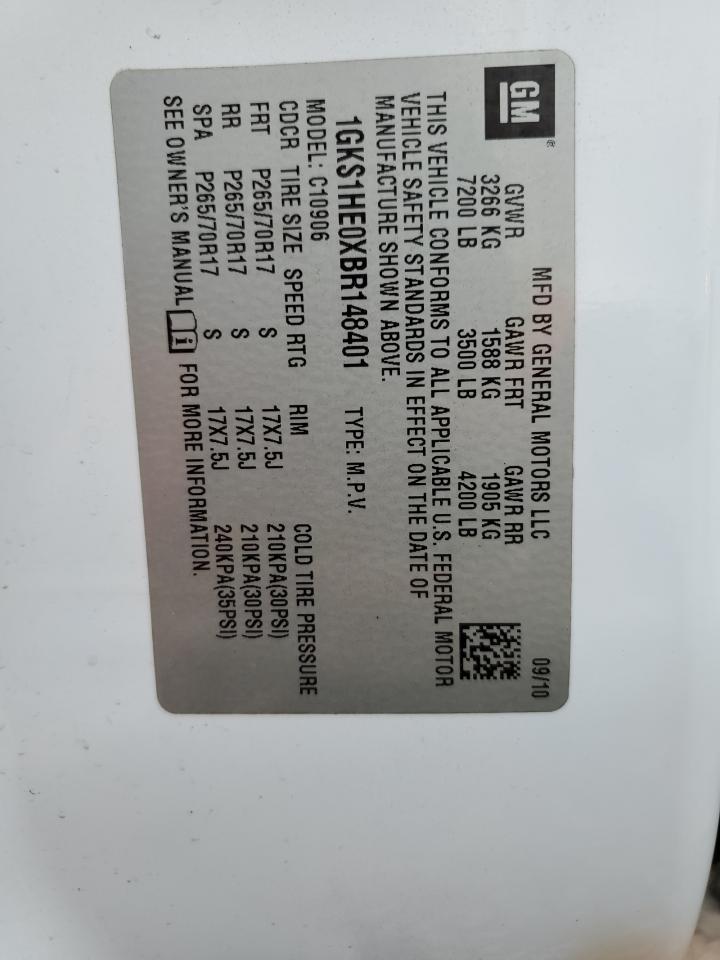 GM
MFD BY GENERAL MOTORS LLC 09/10
GVWR GAWR FRT GAWR RR
3266 KG 1588 KG 1905 KG
7200 LB 3500 LB 4200 LB
THIS VEHICLE CONFORMS TO ALL APPLICABLE U.S. FEDERAL MOTOR
VEHICLE SAFETY STANDARDS IN EFFECT ON THE DATE OF
MANUFACTURE SHOWN ABOVE.
1GKS1HE0XBR148401 TYPE: M.P.V.
MODEL: C10906
CDCR TIRE SIZE SPEED RTG RIM COLD TIRE PRESSURE
FRT P265/70R17 S 17X7.5J 210KPA(30PSI)
RR P265/70R17 S 17X7.5J 210KPA(30PSI)
SPA P265/70R17 S 17X7.5J 240KPA(35PSI)
SEE OWNER'S MANUAL i FOR MORE INFORMATION.